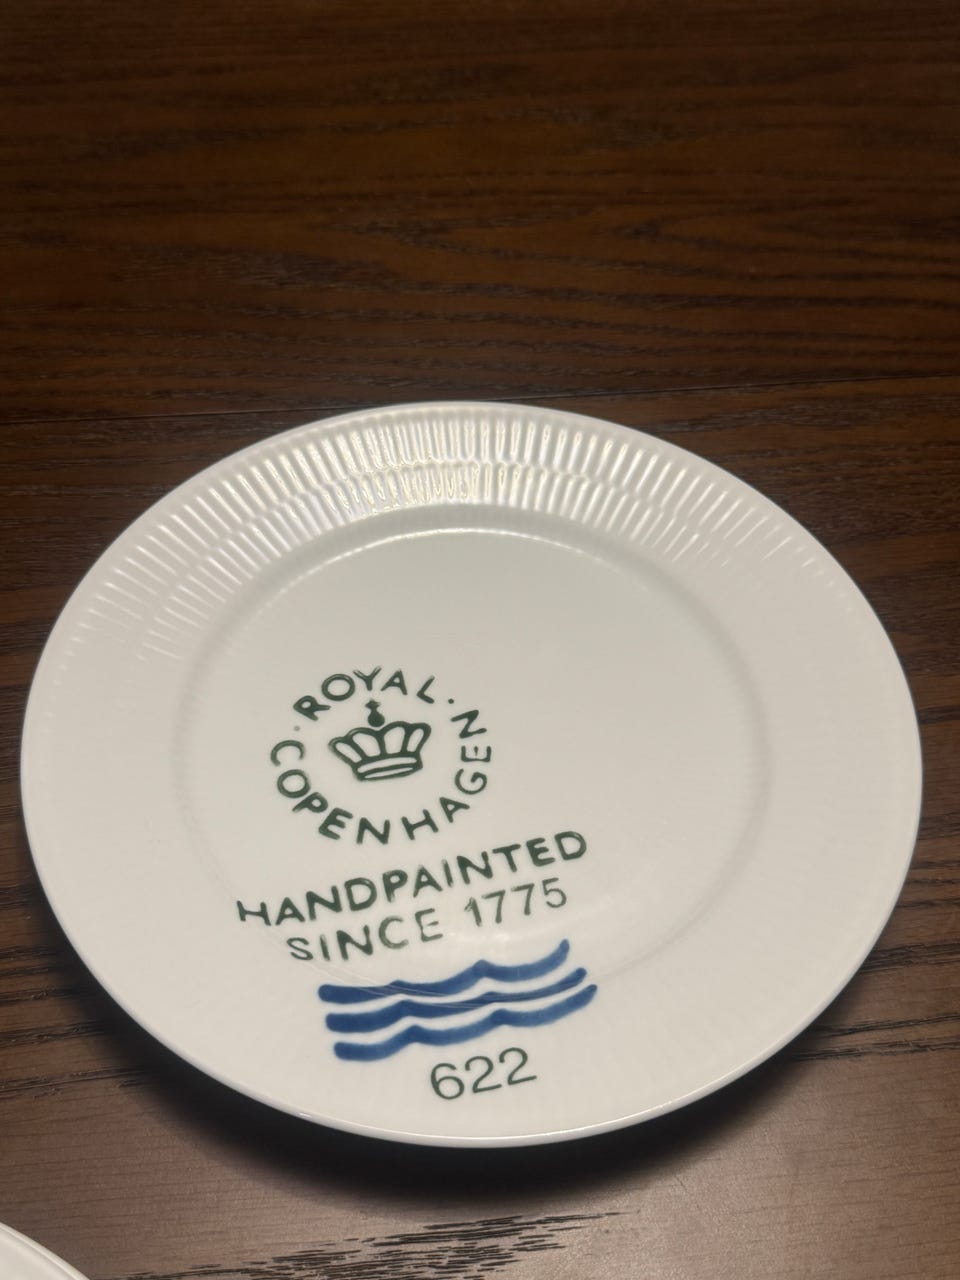 ROYAL
COPENHAGEN
HANDPAINTED
SINCE 1775
622